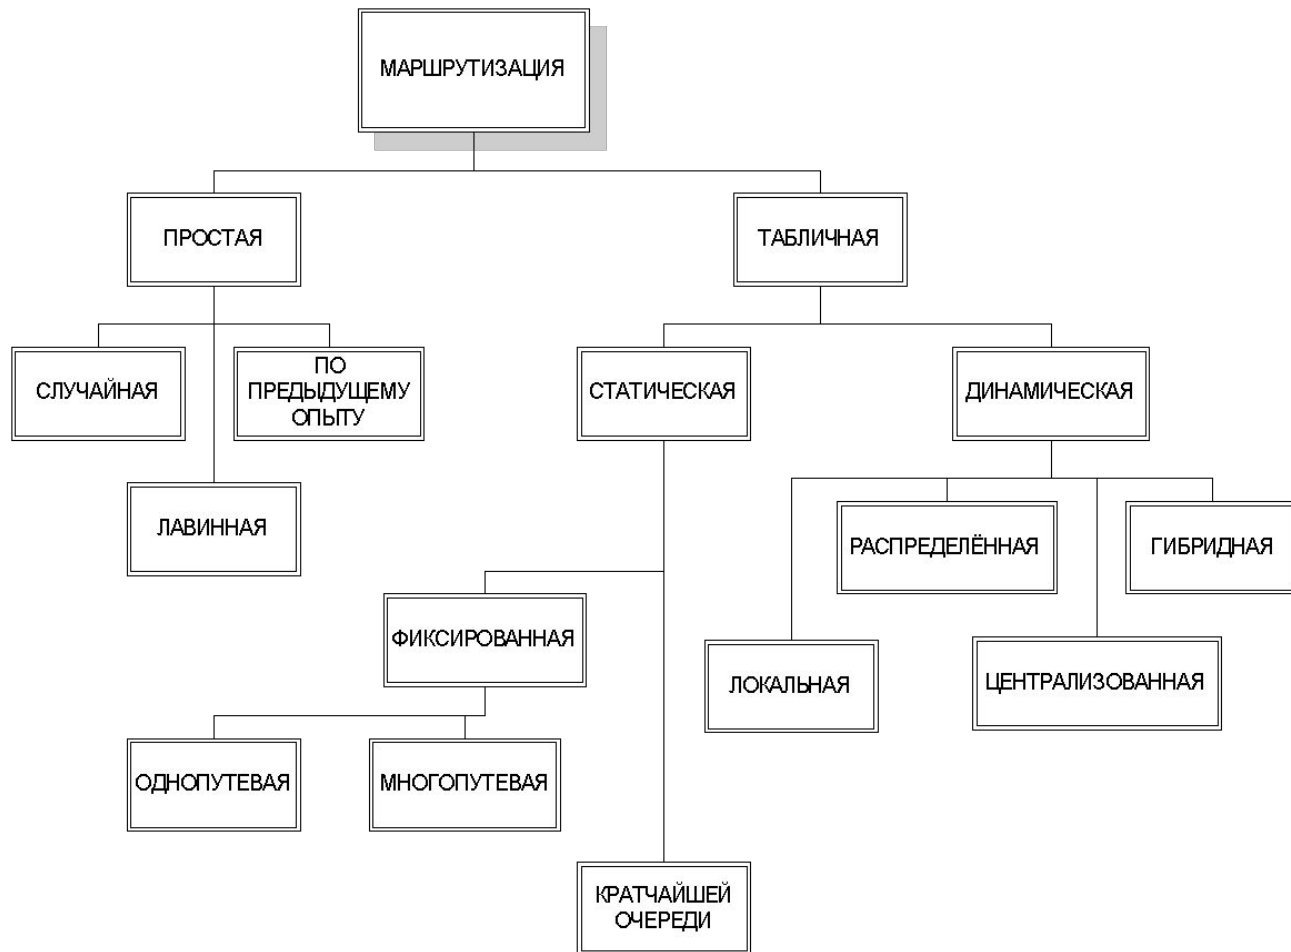 МАРШРУТИЗАЦИЯ
ПРОСТАЯ
ТАБЛИЧНАЯ
СЛУЧАЙНАЯ
ПО
ПРЕДЫДУЩЕМУ
ОПЫТУ
СТАТИЧЕСКАЯ
ДИНАМИЧЕСКАЯ
ЛАВИННАЯ
РАСПРЕДЕЛЁННАЯ
ГИБРИДНАЯ
ФИКСИРОВАННАЯ
ЛОКАЛЬНАЯ
ЦЕНТРАЛИЗОВАННАЯ
ОДНОПУТЕВАЯ
МНОГОПУТЕВАЯ
КРАТЧАЙШЕЙ
ОЧЕРЕДИ